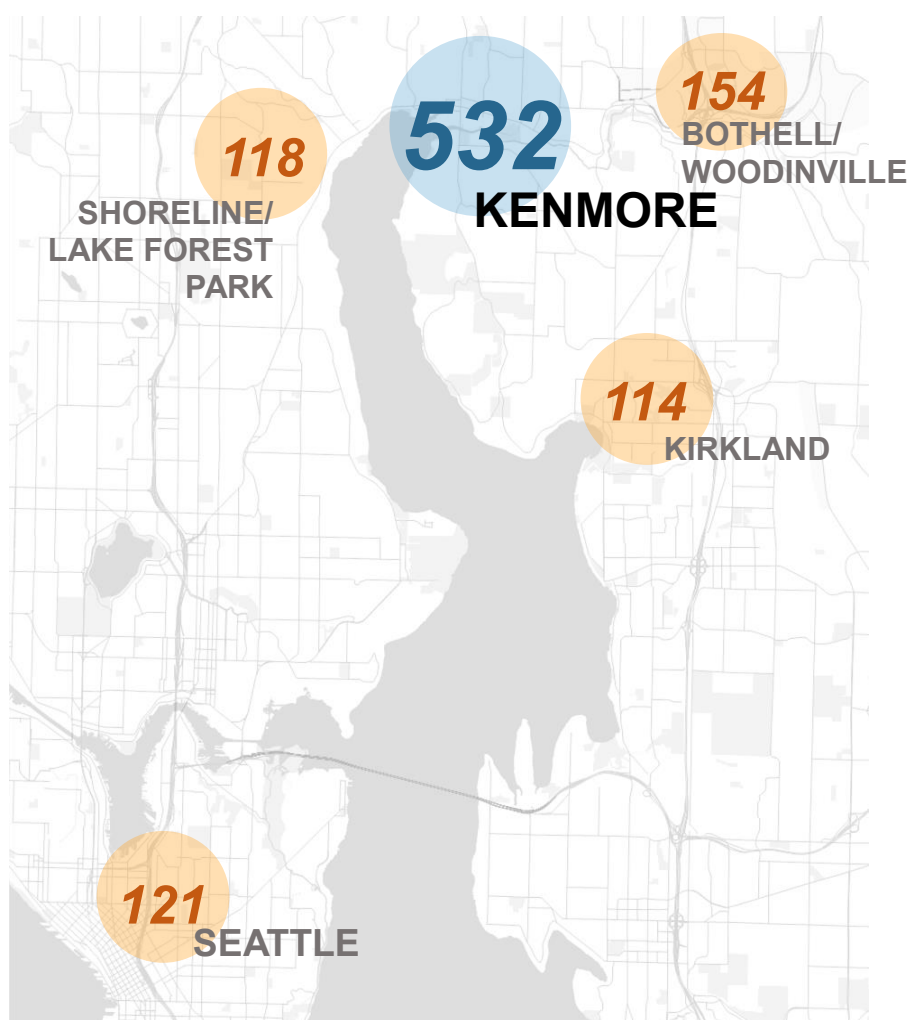 532
KENMORE
154
BOTHELL/
WOODINVILLE
118
SHORELINE/
LAKE FOREST
PARK
114
KIRKLAND
121
SEATTLE